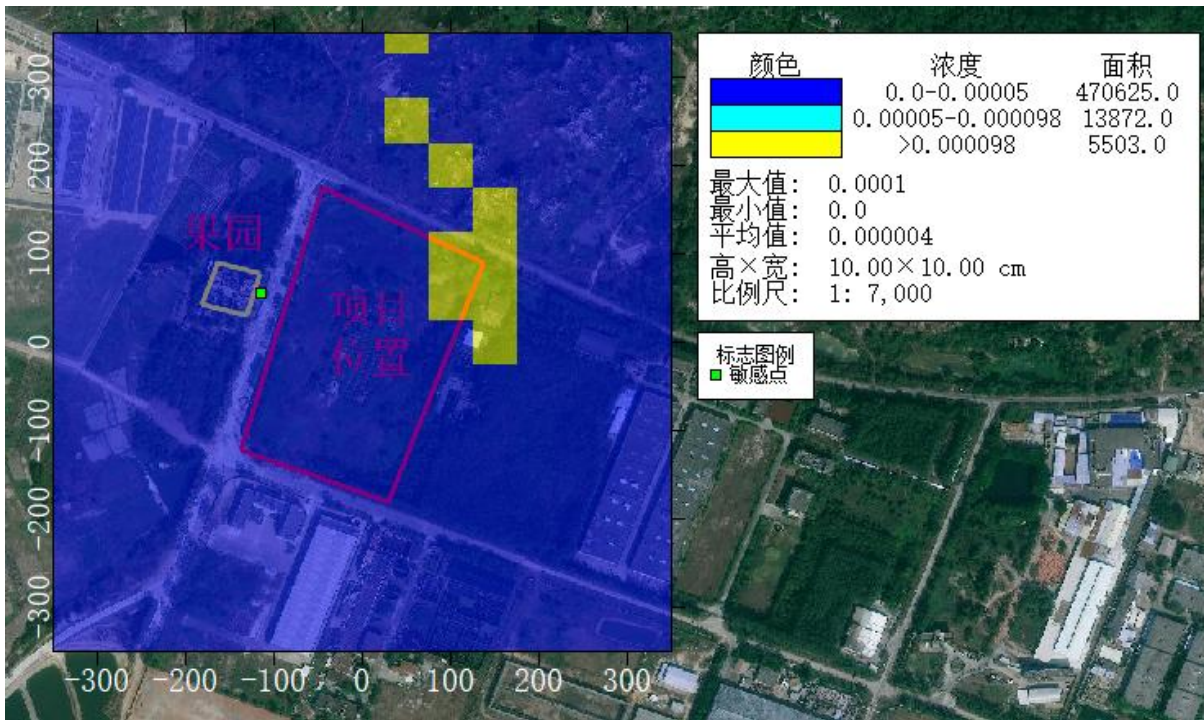 颜色 浓度 面积
0.0-0.00005 470625.0
0.00005-0.000098 13872.0
>0.000098 5503.0
最大值: 0.0001
最小值: 0.0
平均值: 0.000004
高×宽: 10.00×10.00 cm
比例尺: 1: 7,000
标志图例
敏感点
果园
项目
位置
300
200
100
0
-100
-200
-300
-300 -200 -100 0 100 200 300